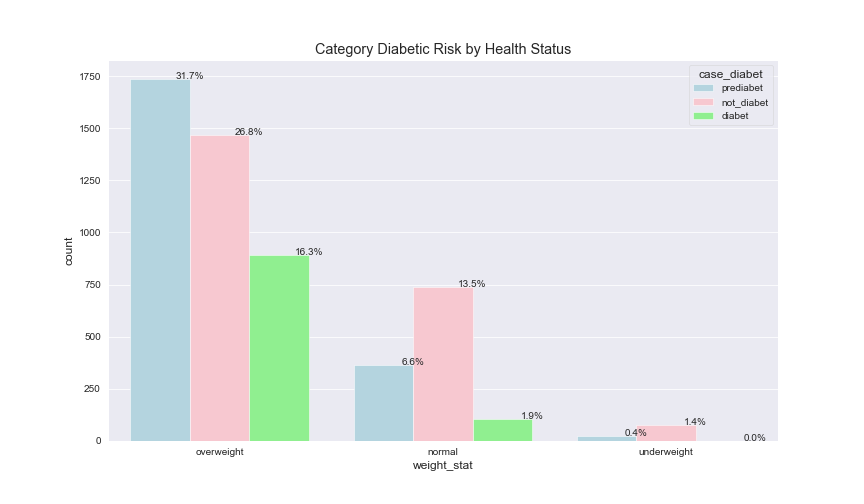 Category Diabetic Risk by Health Status
case_diabet
prediabet
not_diabet
diabet
count
1750
1500
1250
1000
750
500
250
0
31.7%
26.8%
16.3%
6.6%
13.5%
1.9%
0.4%
1.4%
0.0%
overweight
normal
underweight
weight_stat